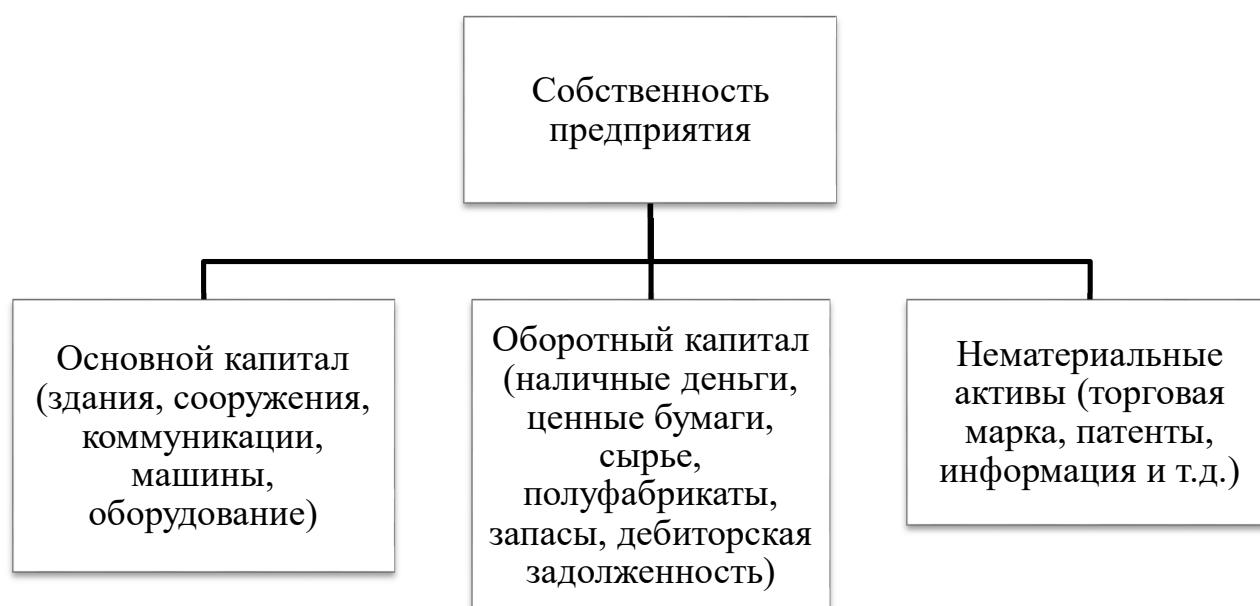 Собственность
предприятия
Основной капитал
(здания, сооружения,
коммуникации,
машины,
оборудование)
Оборотный капитал
(наличные деньги,
ценные бумаги,
сырье,
полуфабрикаты,
запасы, дебиторская
задолженность)
Нематериальные
активы (торговая
марка, патенты,
информация и т.д.)